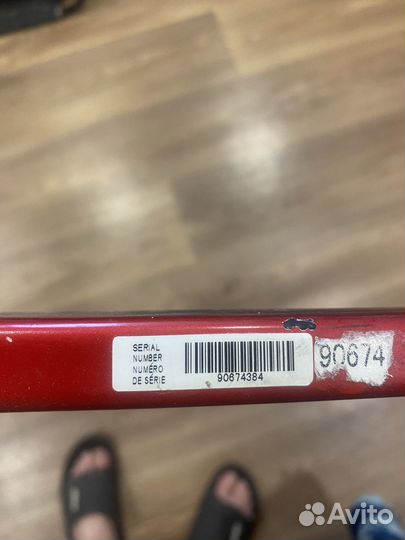 SERIAL
NUMBER
NUMÉRO
DE SÉRIE
90674384
90674
Avito